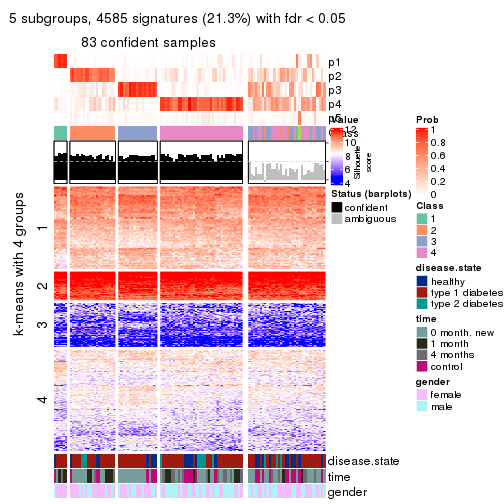 5 subgroups, 4585 signatures (21.3%) with fdr < 0.05
83 confident samples
p1
p2
p3
p4
Class
Silhouette
score
k-means with 4 groups
1
2
3
4
disease.state
time
gender
Value
12
10
8
6
4
Status (barplots)
confident
ambiguous
Prob
1
0.8
0.6
0.4
0.2
0
Class
1
2
3
4
disease.state
healthy
type 1 diabetes
type 2 diabetes
time
0 month. new
1 month
4 months
control
gender
female
male